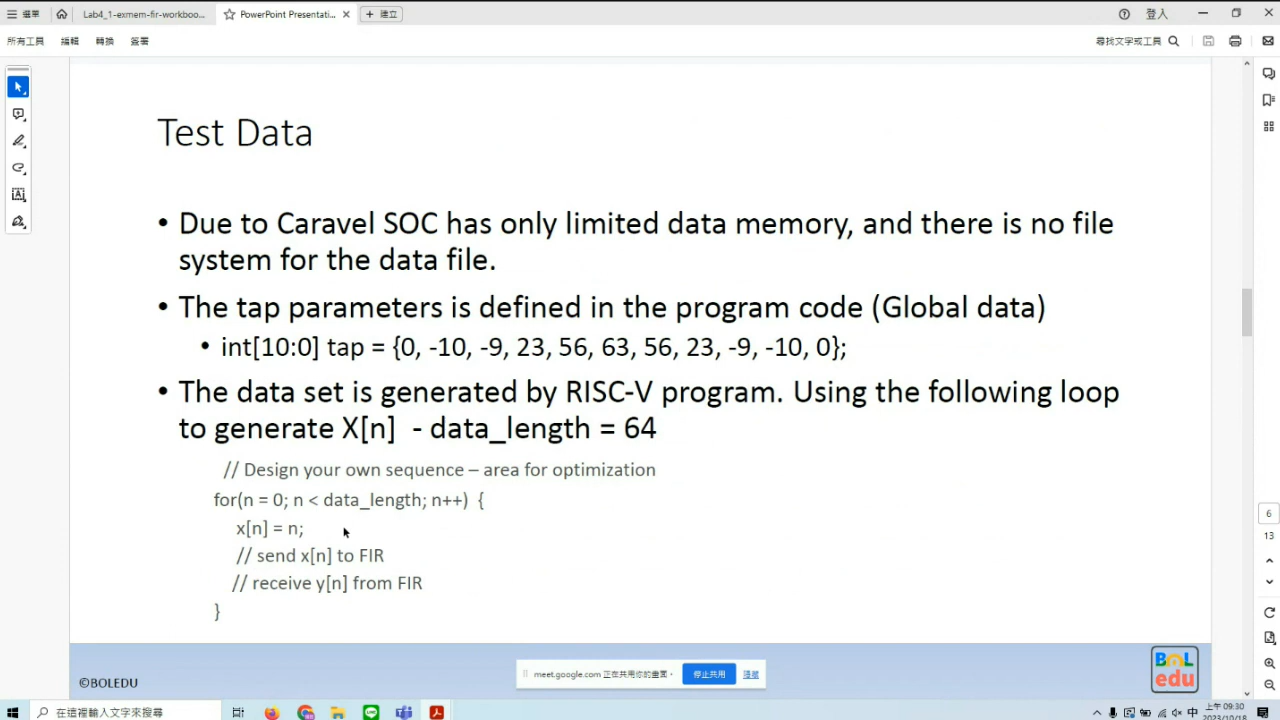 選單
Lab4_1-exmem-fir-workboo...
PowerPoint Presentati...
建立
登入
所有工具 編輯 轉換 簽署
尋找文字或工具
Test Data
• Due to Caravel SOC has only limited data memory, and there is no file
system for the data file.
• The tap parameters is defined in the program code (Global data)
• int[10:0] tap = {0, -10, -9, 23, 56, 63, 56, 23, -9, -10, 0};
• The data set is generated by RISC-V program. Using the following loop
to generate X[n] - data_length = 64
// Design your own sequence – area for optimization
for(n = 0; n < data_length; n++) {
x[n] = n;
// send x[n] to FIR
// receive y[n] from FIR
}
6
13
©BOLEDU
meet.google.com 正在共用你的畫面。
停止共用
隱藏
BOL
edu
在這裡輸入文字來搜尋
中
上午 09:30
2023/10/18